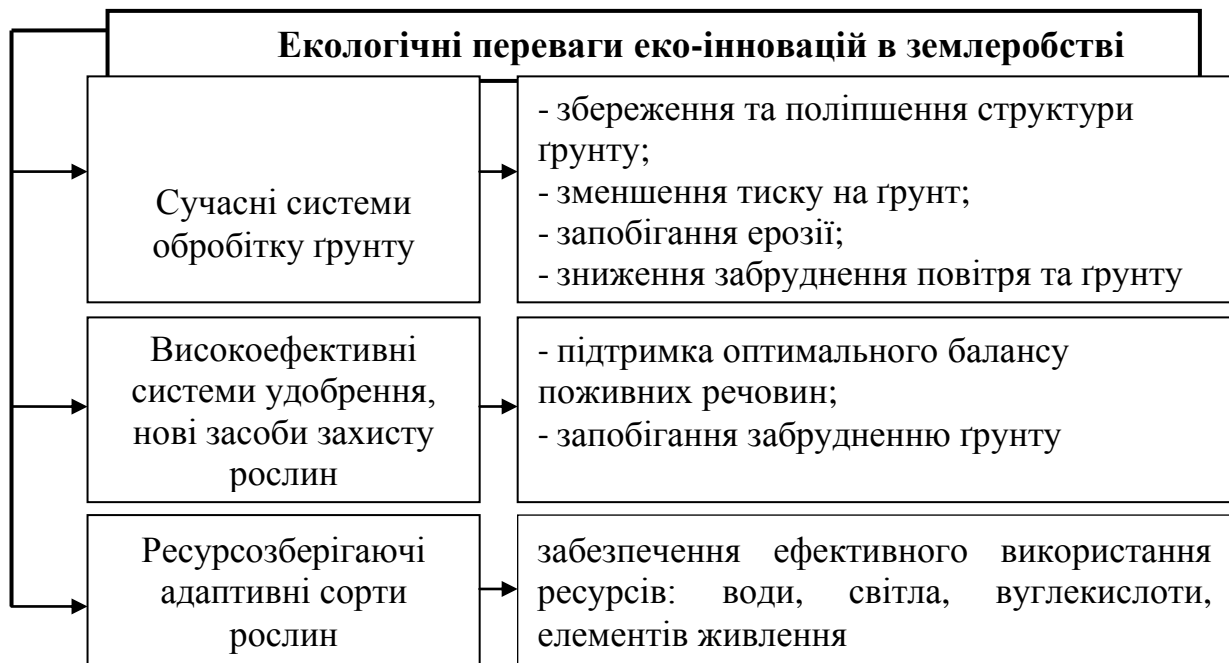 Екологічні переваги еко-інновацій в землеробстві
Сучасні системи
обробітку ґрунту
- збереження та поліпшення структури
ґрунту;
- зменшення тиску на ґрунт;
- запобігання ерозії;
- зниження забруднення повітря та ґрунту
Високоефективні
системи удобрення,
нові засоби захисту
рослин
- підтримка оптимального балансу
поживних речовин;
- запобігання забрудненню ґрунту
Ресурсозберігаючі
адаптивні сорти
рослин
забезпечення ефективного використання
ресурсів: води, світла, вуглекислоти,
елементів живлення